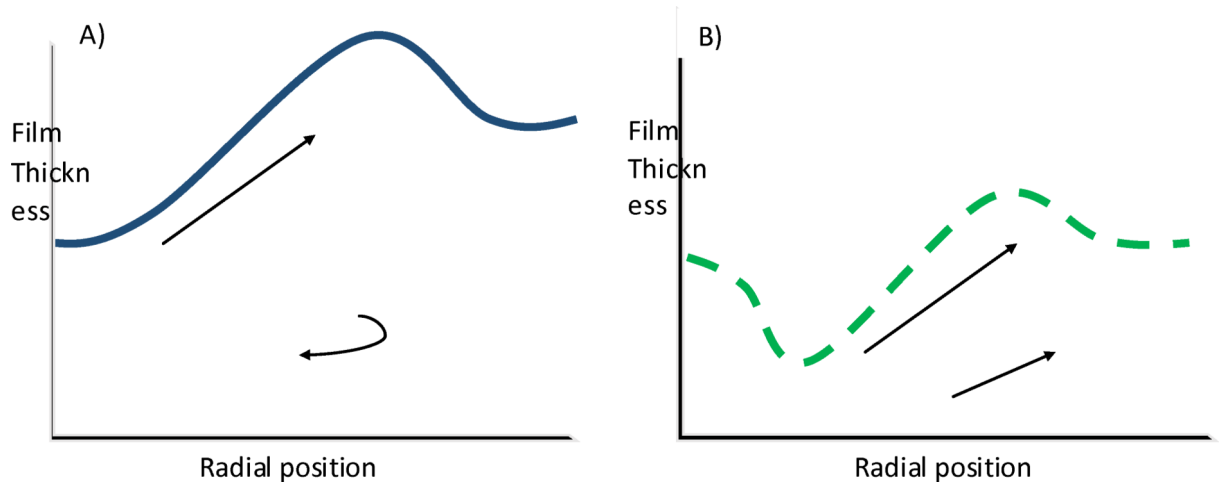 A)
Film
Thickn
ess
Radial position
B)
Film
Thickn
ess
Radial position